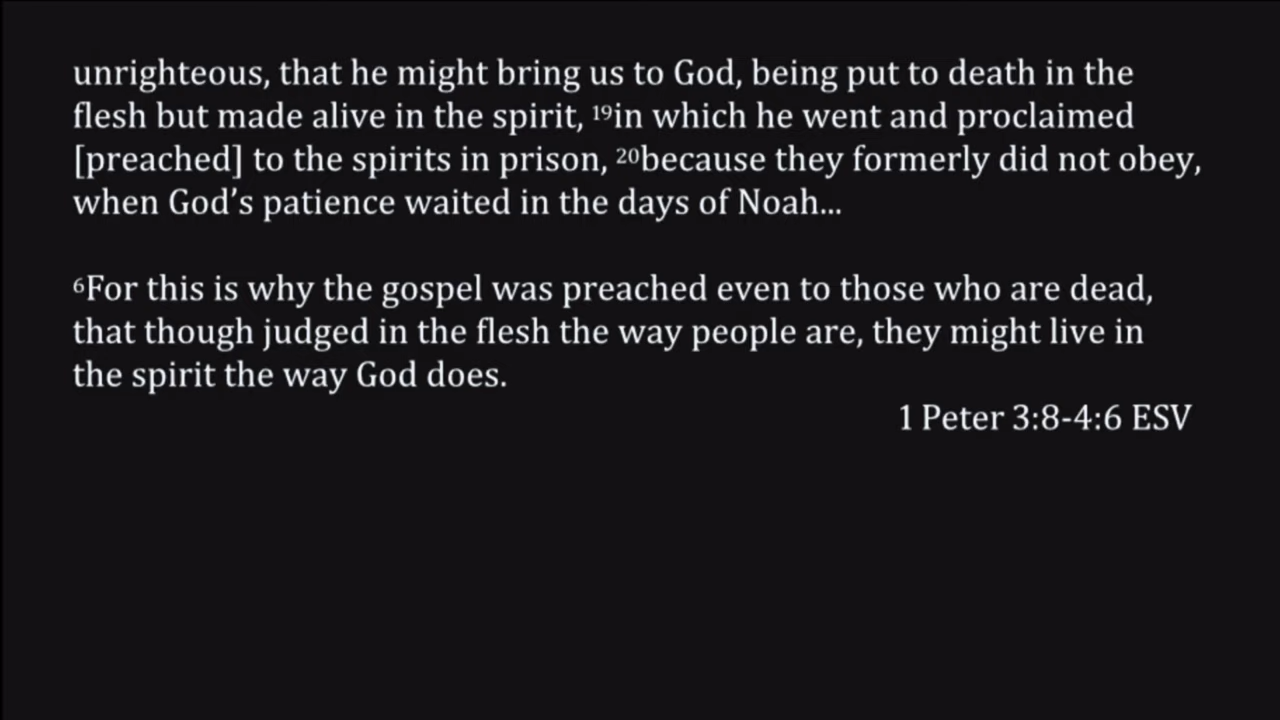 unrighteous, that he might bring us to God, being put to death in the
flesh but made alive in the spirit, ¹⁹in which he went and proclaimed
[preached] to the spirits in prison, ²⁰because they formerly did not obey,
when God’s patience waited in the days of Noah...
⁶For this is why the gospel was preached even to those who are dead,
that though judged in the flesh the way people are, they might live in
the spirit the way God does.
1 Peter 3:8-4:6 ESV